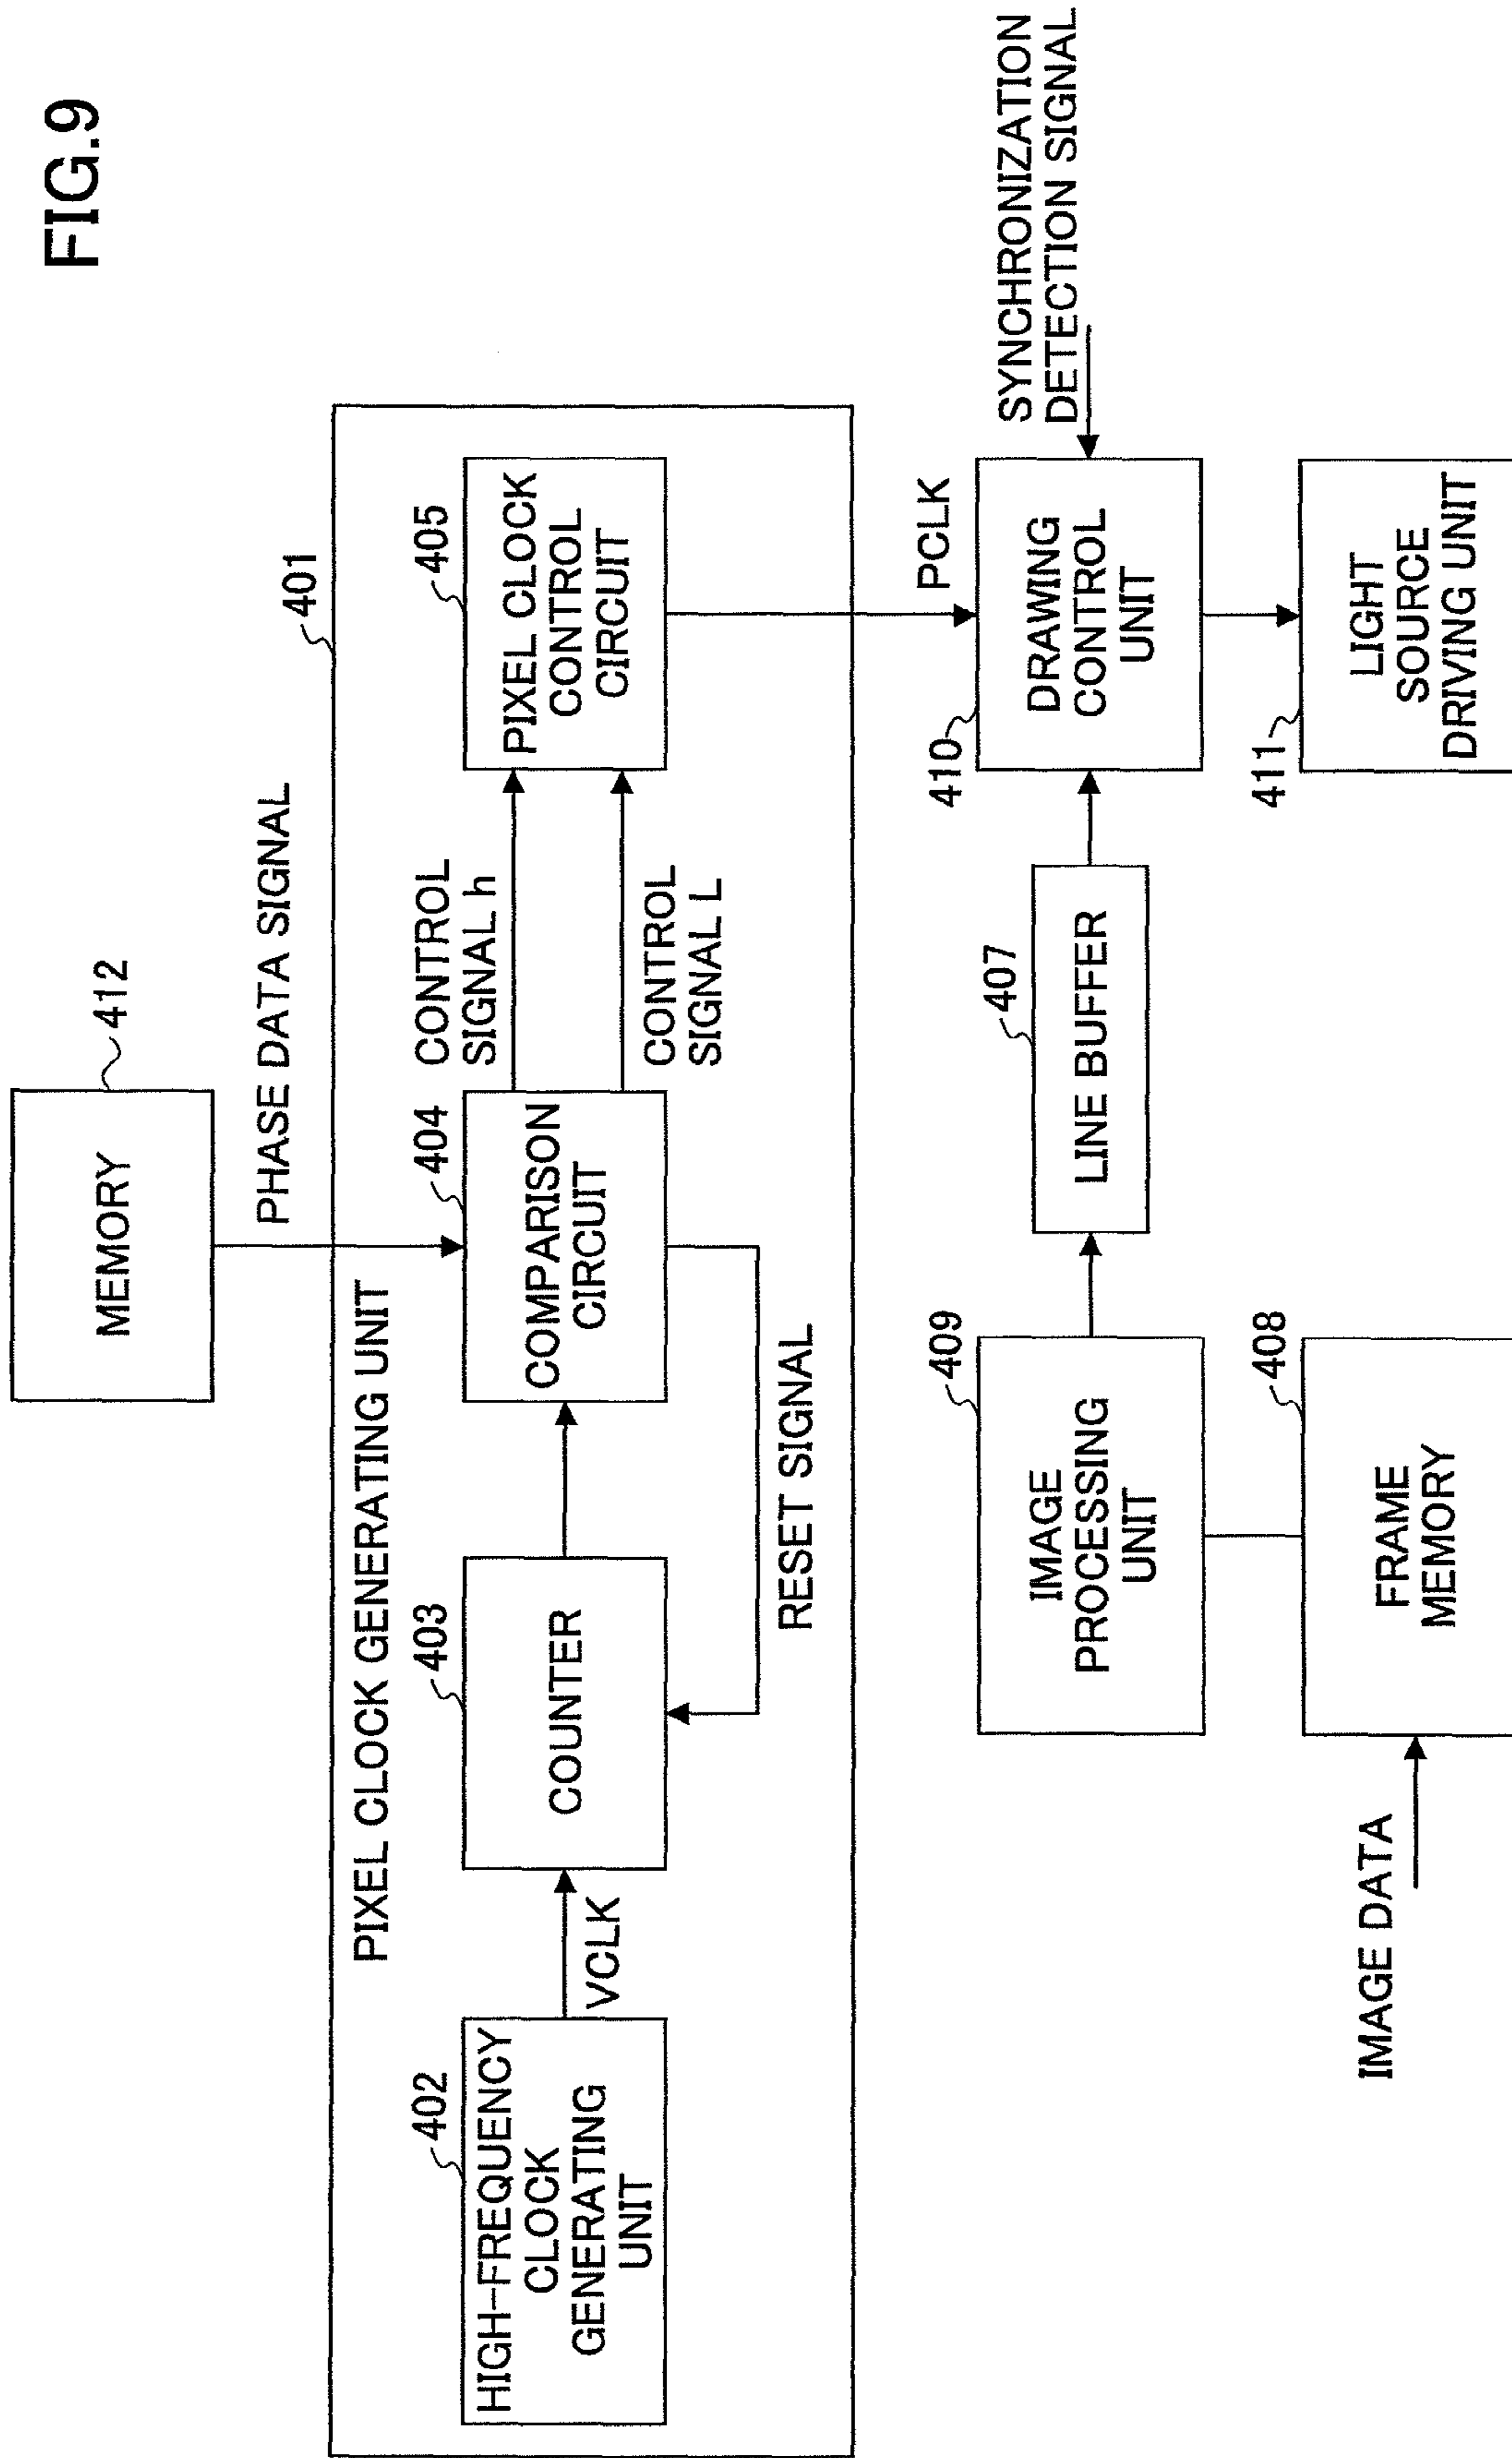 FIG.9
MEMORY
412
PHASE DATA SIGNAL
401
PIXEL CLOCK GENERATING UNIT
402
HIGH-FREQUENCY
CLOCK
GENERATING
UNIT
VCLK
403
COUNTER
404
COMPARISON
CIRCUIT
CONTROL
SIGNAL h
CONTROL
SIGNAL L
405
PIXEL CLOCK
CONTROL
CIRCUIT
RESET SIGNAL
PCLK
SYNCHRONIZATION
DETECTION SIGNAL
409
IMAGE
PROCESSING
UNIT
407
LINE BUFFER
410
DRAWING
CONTROL
UNIT
IMAGE DATA
408
FRAME
MEMORY
411
LIGHT
SOURCE
DRIVING UNIT